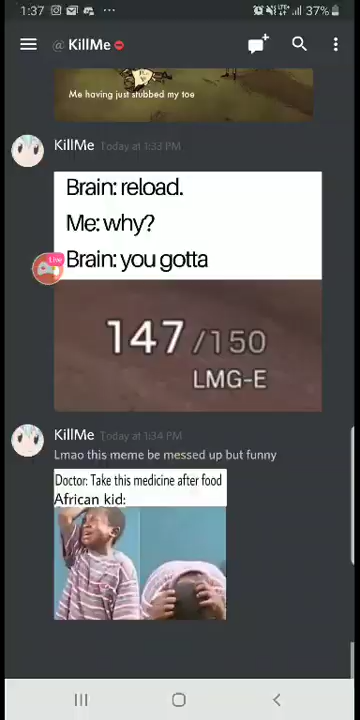 1:37 37%
@ KillMe
Me having just stubbed my toe
KillMe Today at 1:33 PM
Brain: reload.
Me: why?
Live
Brain: you gotta
147/150
LMG-E
KillMe Today at 1:34 PM
Lmao this meme be messed up but funny
Doctor: Take this medicine after food
African kid: